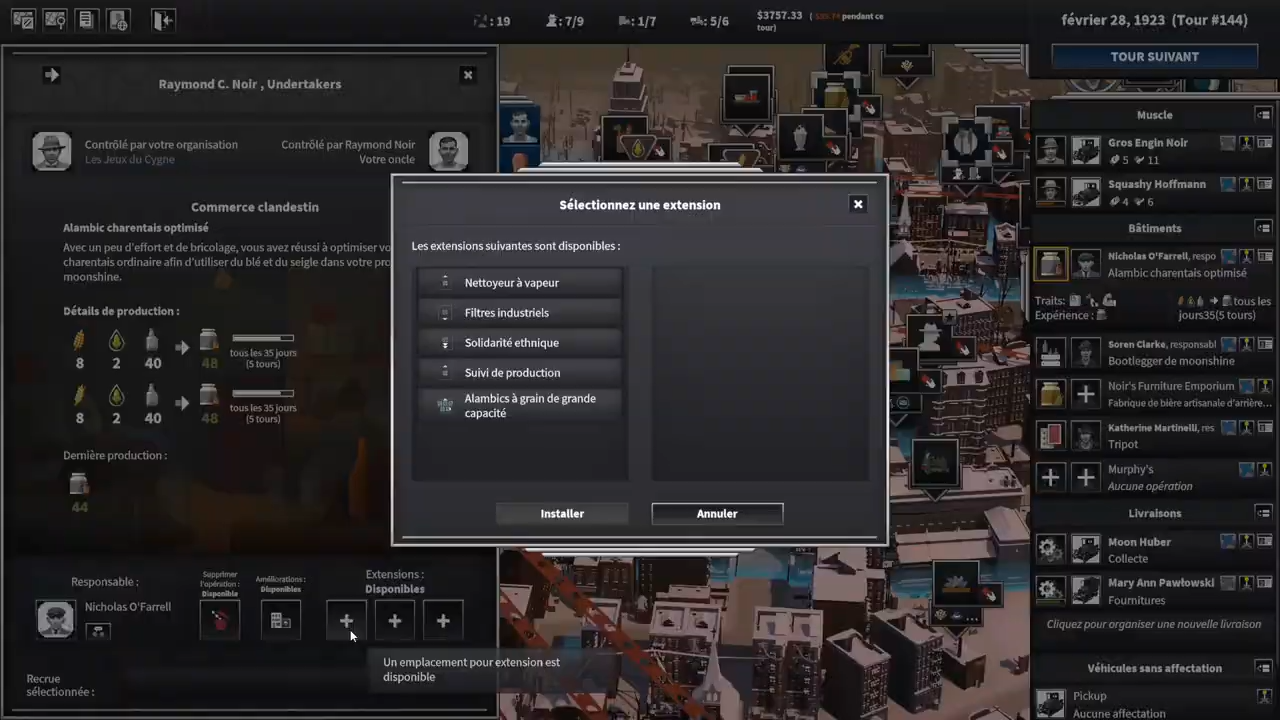 : 19
: 7/9
: 1/7
: 5/6
$3757.33
pendant ce
tour)
février 28, 1923 (Tour #144)
TOUR SUIVANT
Raymond C. Noir , Undertakers
Contrôlé par votre organisation
Les Jeux du Cygne
Contrôlé par Raymond Noir
Votre oncle
Commerce clandestin
Alambic charentais optimisé
Avec un peu d'effort et de bricolage, vous avez réussi à optimiser vo
charentais ordinaire afin d'utiliser du blé et du seigle dans votre pro
moonshine.
Détails de production :
8 2 40 48
tous les 35 jours
(5 tours)
8 2 40 48
tous les 35 jours
(5 tours)
Dernière production :
44
Responsable :
Nicholas O'Farrell
Supprimer
l'opération :
Disponible
Améliorations :
Disponibles
Extensions :
Disponibles
Un emplacement pour extension est
disponible
Recrue
sélectionnée :
Sélectionnez une extension
Les extensions suivantes sont disponibles :
Nettoyeur à vapeur
Filtres industriels
Solidarité ethnique
Suivi de production
Alambics à grain de grande
capacité
Installer
Annuler
Muscle
Gros Engin Noir
5 11
Squashy Hoffmann
4 6
Bâtiments
Nicholas O'Farrell, respo
Alambic charentais optimisé
Traits:
Expérience :
tous les
jours35(5 tours)
Soren Clarke, responsabl
Bootlegger de moonshine
Noir's Furniture Emporium
Fabrique de bière artisanale d'arrière...
Katherine Martinelli, res
Tripot
Murphy's
Aucune opération
Livraisons
Moon Huber
Collecte
Mary Ann Pawłowski
Fournitures
Cliquez pour organiser une nouvelle livraison
Véhicules sans affectation
Pickup
Aucune affectation